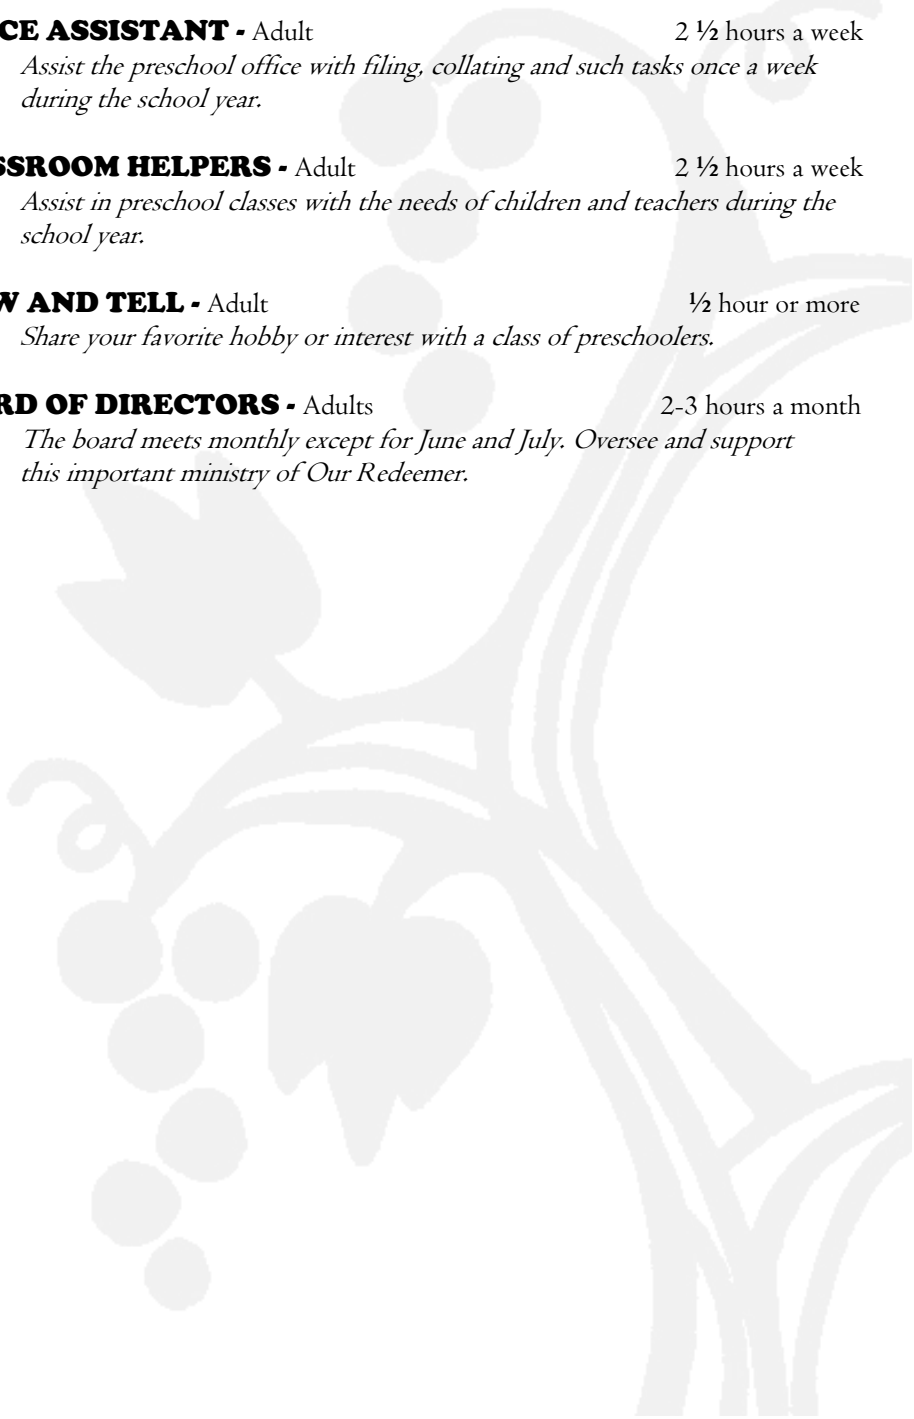 CE ASSISTANT - Adult 2 ½ hours a week
Assist the preschool office with filing, collating and such tasks once a week
during the school year.
SSROOM HELPERS - Adult 2 ½ hours a week
Assist in preschool classes with the needs of children and teachers during the
school year.
W AND TELL - Adult ½ hour or more
Share your favorite hobby or interest with a class of preschoolers.
RD OF DIRECTORS - Adults 2-3 hours a month
The board meets monthly except for June and July. Oversee and support
this important ministry of Our Redeemer.